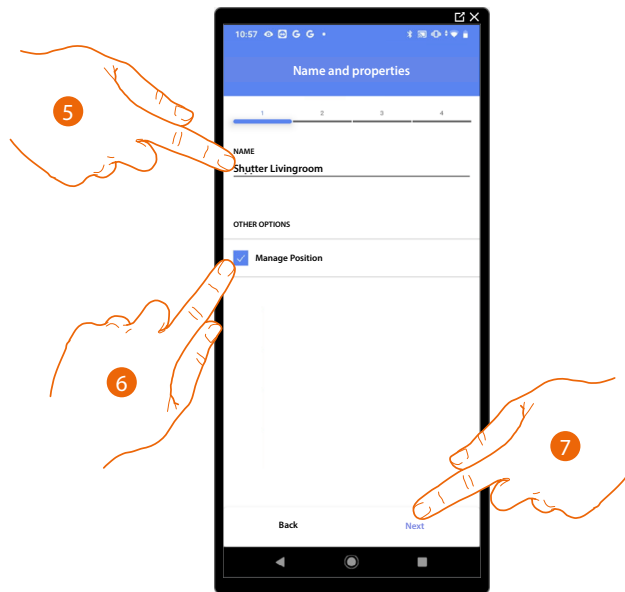 10:57 G G
Name and properties
1 2 3 4
5
NAME
Shutter Livingroom
OTHER OPTIONS
Manage Position
6
7
Back Next